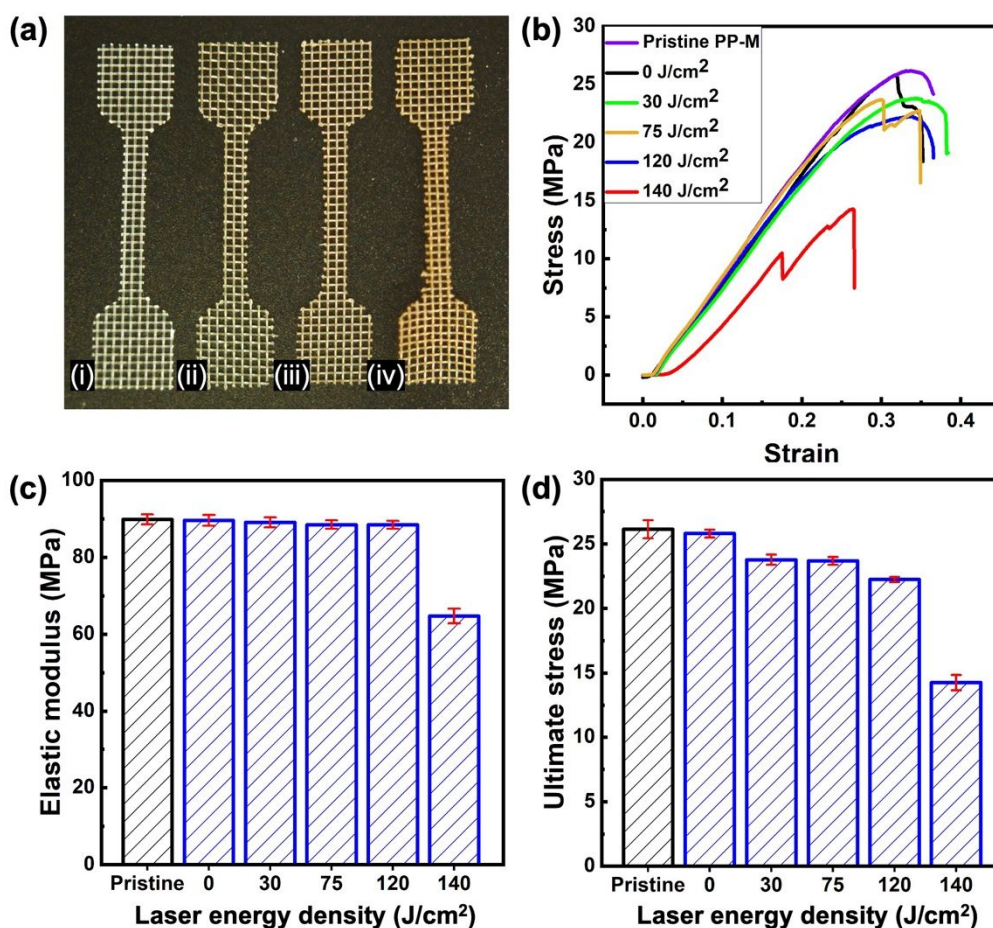 (a)
(i)
(ii)
(iii)
(iv)
(b)
30
25
20
15
10
5
0
Stress (MPa)
Pristine PP-M
0 J/cm²
30 J/cm²
75 J/cm²
120 J/cm²
140 J/cm²
0.0 0.1 0.2 0.3 0.4
Strain
(c)
100
80
60
40
20
0
Elastic modulus (MPa)
Pristine 0 30 75 120 140
Laser energy density (J/cm²)
(d)
30
25
20
15
10
5
0
Ultimate stress (MPa)
Pristine 0 30 75 120 140
Laser energy density (J/cm²)